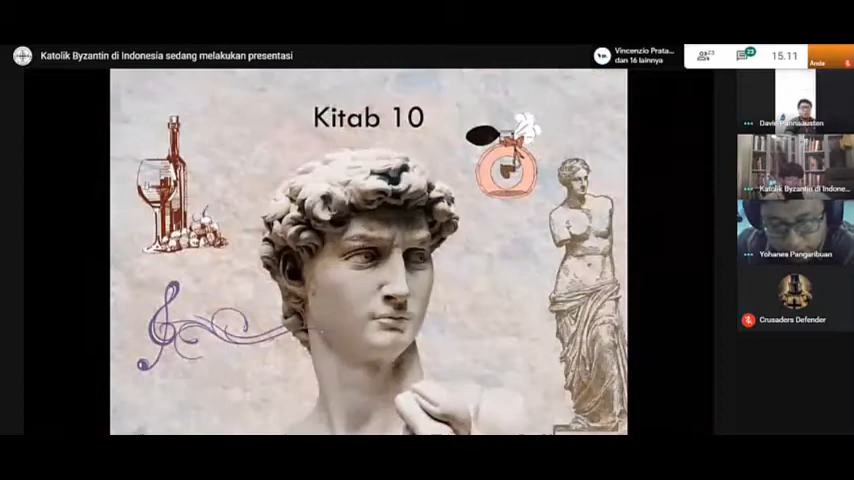 Katolik Byzantin di Indonesia sedang melakukan presentasi
Vincenzio Prata...
dan 16 lainnya
23
23
15.11
Anda
Kitab 10
Katolik Byzantin di Indone...
Yohanes Pangaribuan
Crusaders Defender